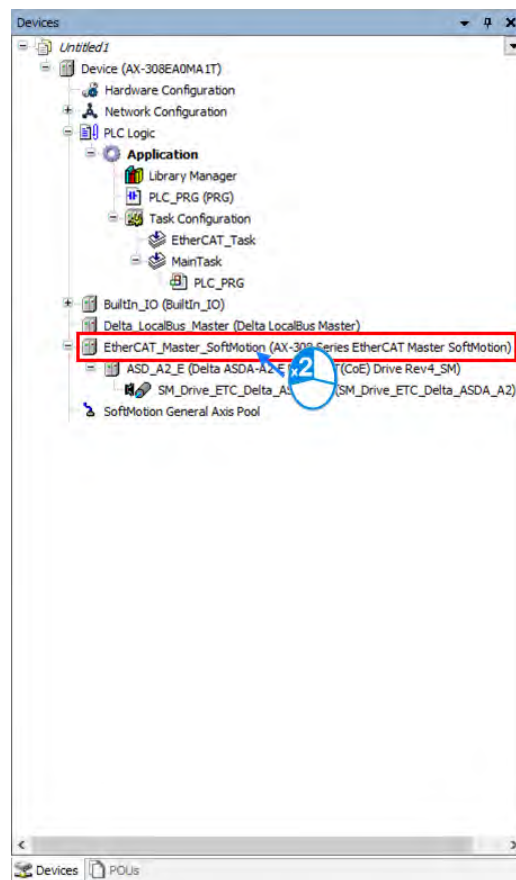 Devices
Untitled1
Device (AX-308EA0MA1T)
Hardware Configuration
Network Configuration
PLC Logic
Application
Library Manager
PLC_PRG (PRG)
Task Configuration
EtherCAT_Task
MainTask
PLC_PRG
BuiltIn_IO (BuiltIn_IO)
Delta_LocalBus_Master (Delta LocalBus Master)
EtherCAT_Master_SoftMotion (AX-308 Series EtherCAT Master SoftMotion)
x2
ASD_A2_E (Delta ASDA-A2-E (CoE) Drive Rev4_SM)
SM_Drive_ETC_Delta_AS (SM_Drive_ETC_Delta_ASDA_A2)
SoftMotion General Axis Pool
Devices POUs